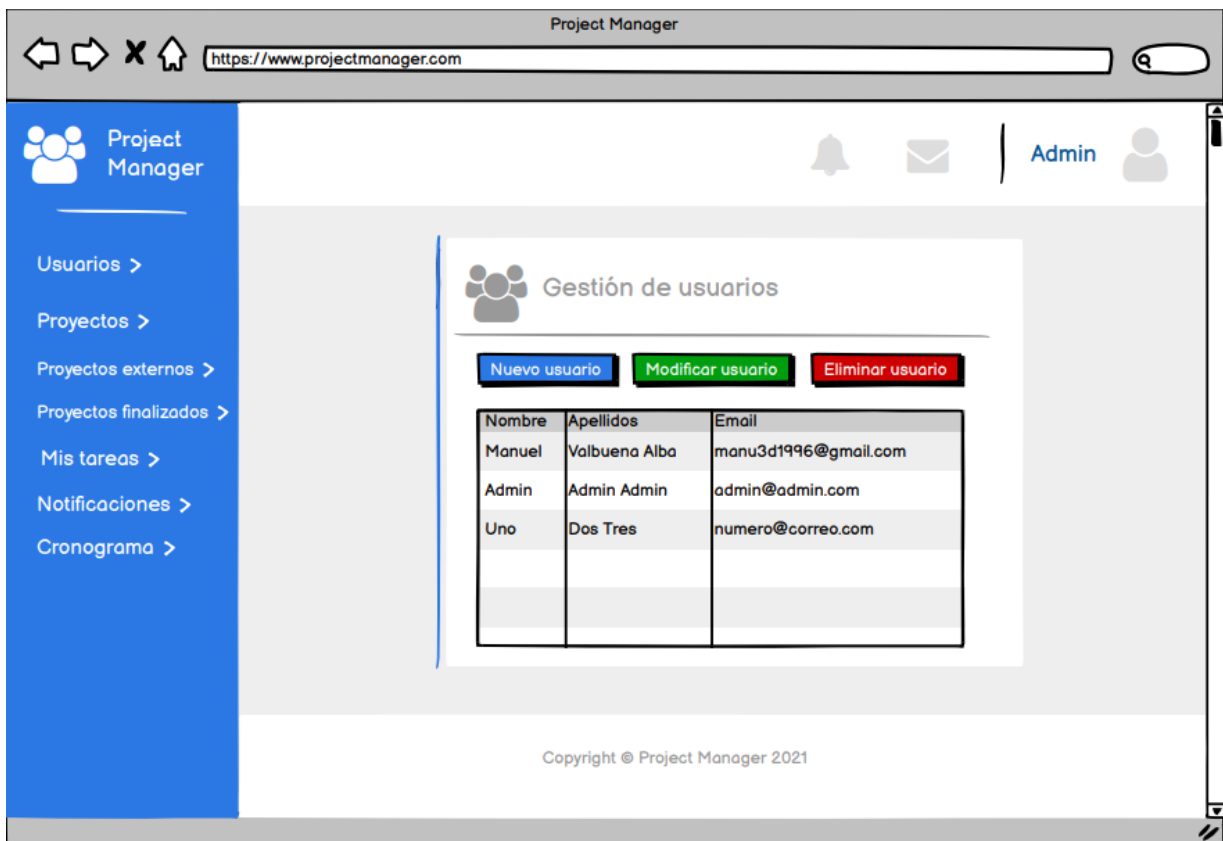 Project Manager
https://www.projectmanager.com
Project
Manager
Admin
Usuarios >
Proyectos >
Proyectos externos >
Proyectos finalizados >
Mis tareas >
Notificaciones >
Cronograma >
Gestión de usuarios
Nuevo usuario Modificar usuario Eliminar usuario
Nombre Apellidos Email
Manuel Valbuena Alba manu3d1996@gmail.com
Admin Admin Admin admin@admin.com
Uno Dos Tres numero@correo.com
Copyright © Project Manager 2021